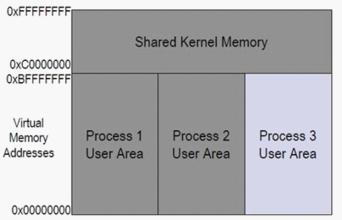 0xFFFFFFFF
Shared Kernel Memory
0xC0000000
0xBFFFFFFF
Virtual
Memory
Addresses
Process 1
User Area
Process 2
User Area
Process 3
User Area
0x00000000